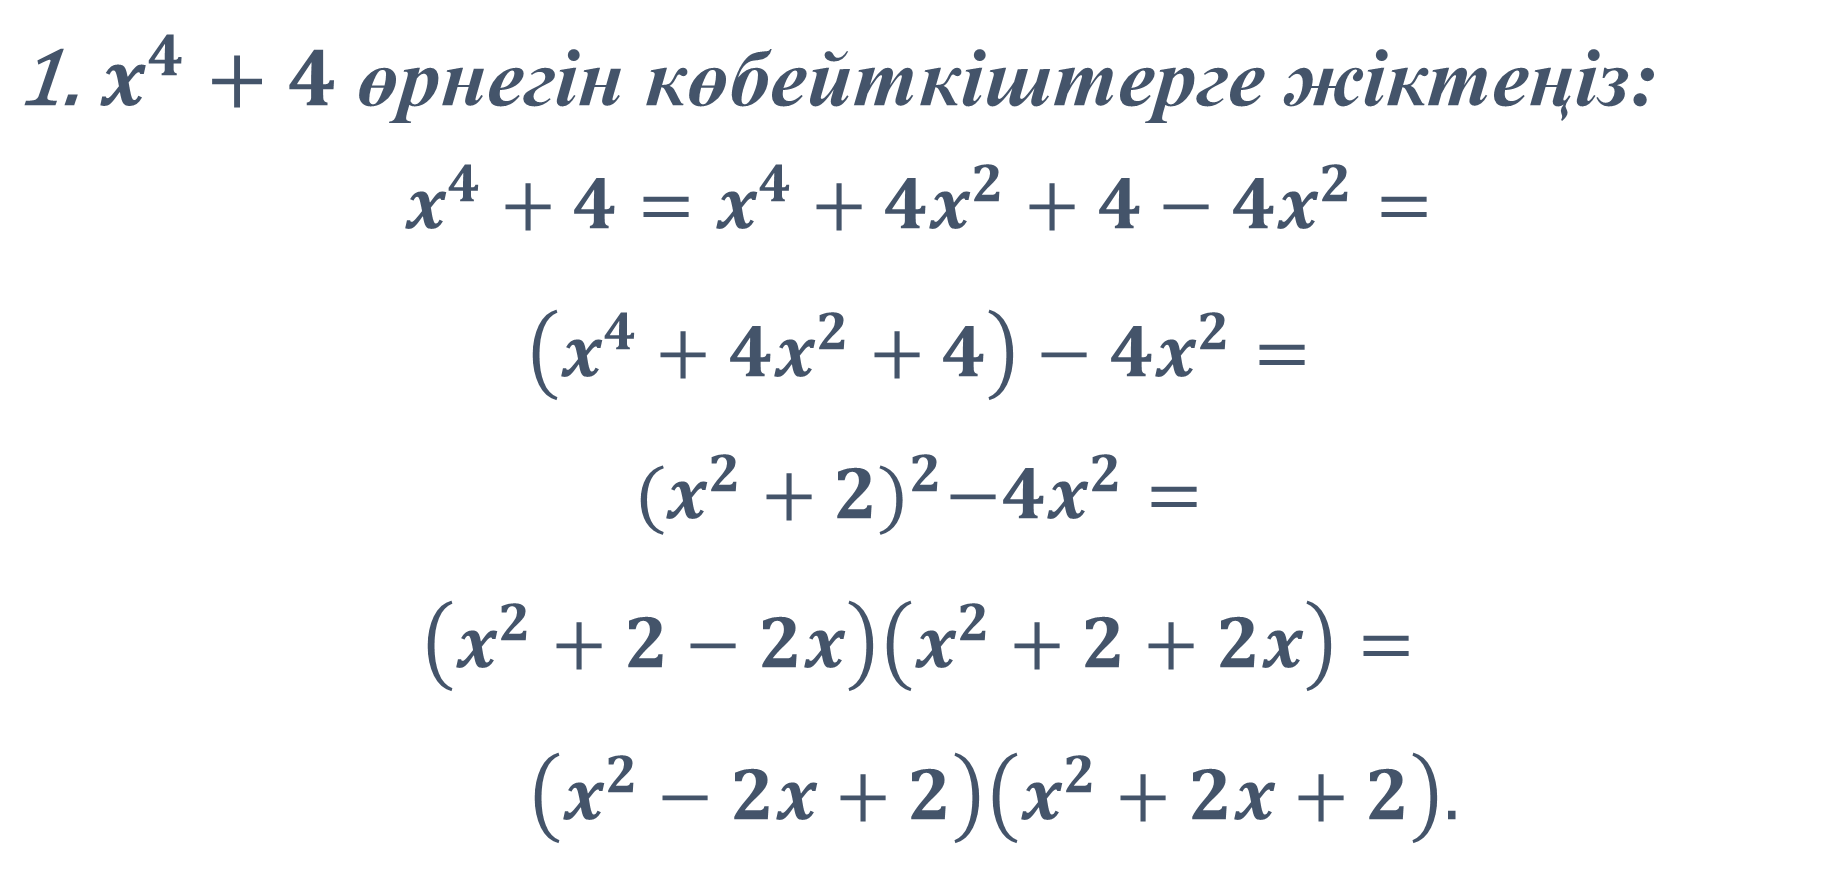 1. x⁴ + 4 өрнегін көбейткіштерге жіктеңіз:
x⁴ + 4 = x⁴ + 4x² + 4 − 4x² =
(x⁴ + 4x² + 4) − 4x² =
(x² + 2)²−4x² =
(x² + 2 − 2x)(x² + 2 + 2x) =
(x² − 2x + 2)(x² + 2x + 2).